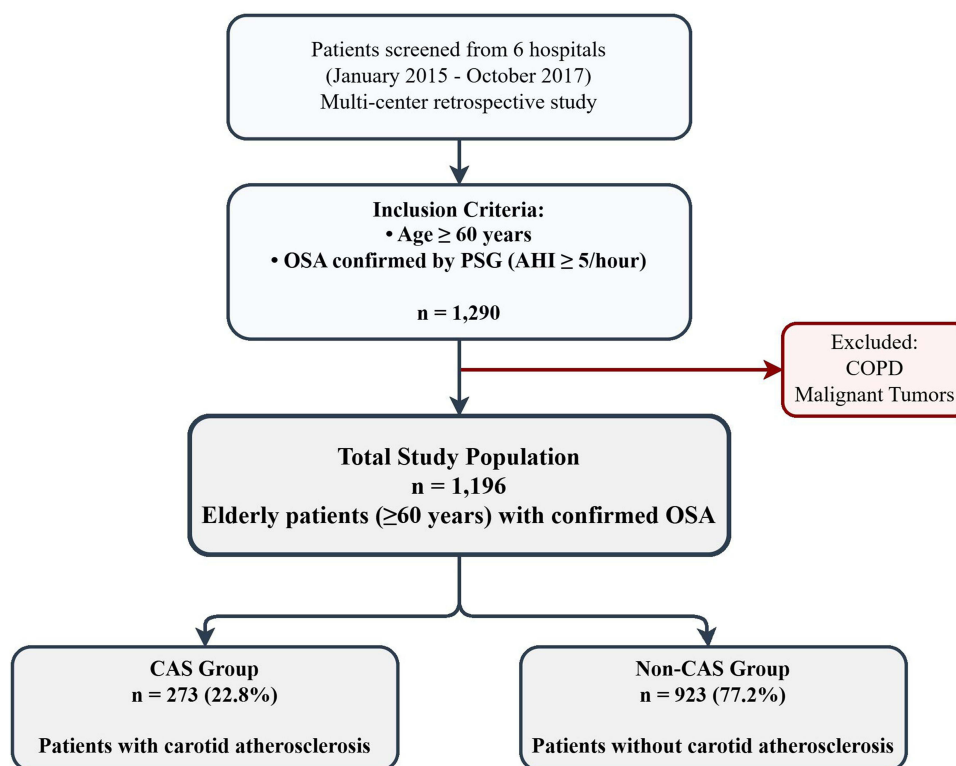 Patients screened from 6 hospitals
(January 2015 - October 2017)
Multi-center retrospective study
Inclusion Criteria:
• Age ≥ 60 years
• OSA confirmed by PSG (AHI ≥ 5/hour)
n = 1,290
Excluded:
COPD
Malignant Tumors
Total Study Population
n = 1,196
Elderly patients (≥60 years) with confirmed OSA
CAS Group
n = 273 (22.8%)
Patients with carotid atherosclerosis
Non-CAS Group
n = 923 (77.2%)
Patients without carotid atherosclerosis